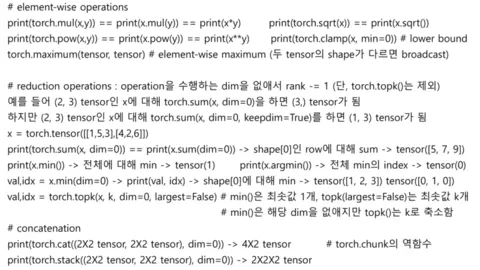 # element-wise operations
print(torch.mul(x,y)) == print(x.mul(y)) == print(x*y) print(torch.sqrt(x)) == print(x.sqrt())
print(torch.pow(x,y)) == print(x.pow(y)) == print(x**y) print(torch.clamp(x, min=0)) # lower bound
torch.maximum(tensor, tensor) # element-wise maximum (두 tensor의 shape가 다르면 broadcast)
# reduction operations : operation을 수행하는 dim을 없애서 rank -= 1 (단, torch.topk()는 제외)
예를 들어 (2, 3) tensor인 x에 대해 torch.sum(x, dim=0)을 하면 (3,) tensor가 됨
하지만 (2, 3) tensor인 x에 대해 torch.sum(x, dim=0, keepdim=True)를 하면 (1, 3) tensor가 됨
x = torch.tensor([[1,5,3],[4,2,6]])
print(torch.sum(x, dim=0)) == print(x.sum(dim=0)) -> shape[0]인 row에 대해 sum -> tensor([5, 7, 9])
print(x.min()) -> 전체에 대해 min -> tensor(1) print(x.argmin()) -> 전체 min의 index -> tensor(0)
val,idx = x.min(dim=0) -> print(val, idx) -> shape[0]에 대해 min -> tensor([1, 2, 3]) tensor([0, 1, 0])
val,idx = torch.topk(x, k, dim=0, largest=False) # min()은 최솟값 1개, topk(largest=False)는 최솟값 k개
# min()은 해당 dim을 없애지만 topk()는 k로 축소함
# concatenation
print(torch.cat((2X2 tensor, 2X2 tensor), dim=0)) -> 4X2 tensor # torch.chunk의 역함수
print(torch.stack((2X2 tensor, 2X2 tensor), dim=0)) -> 2X2X2 tensor